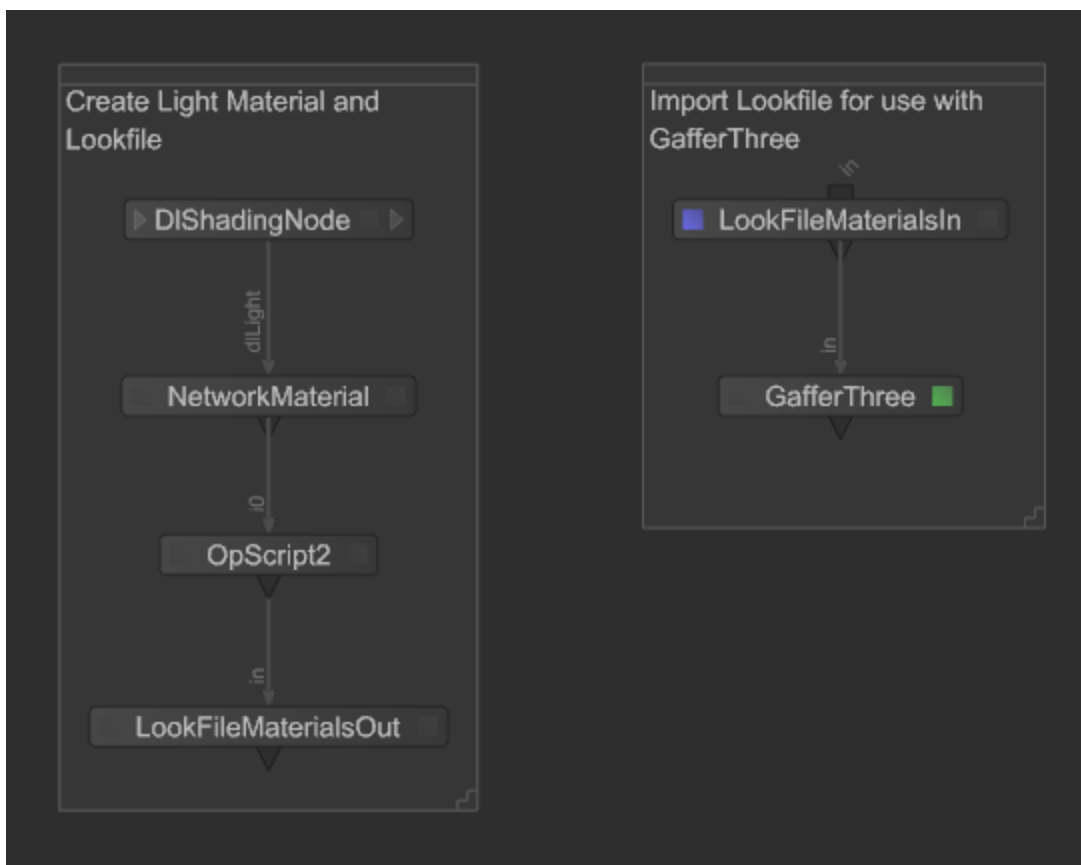 Create Light Material and
Lookfile
DlShadingNode
dlLight
NetworkMaterial
i0
OpScript2
in
LookFileMaterialsOut
Import Lookfile for use with
GafferThree
in
LookFileMaterialsIn
in
GafferThree